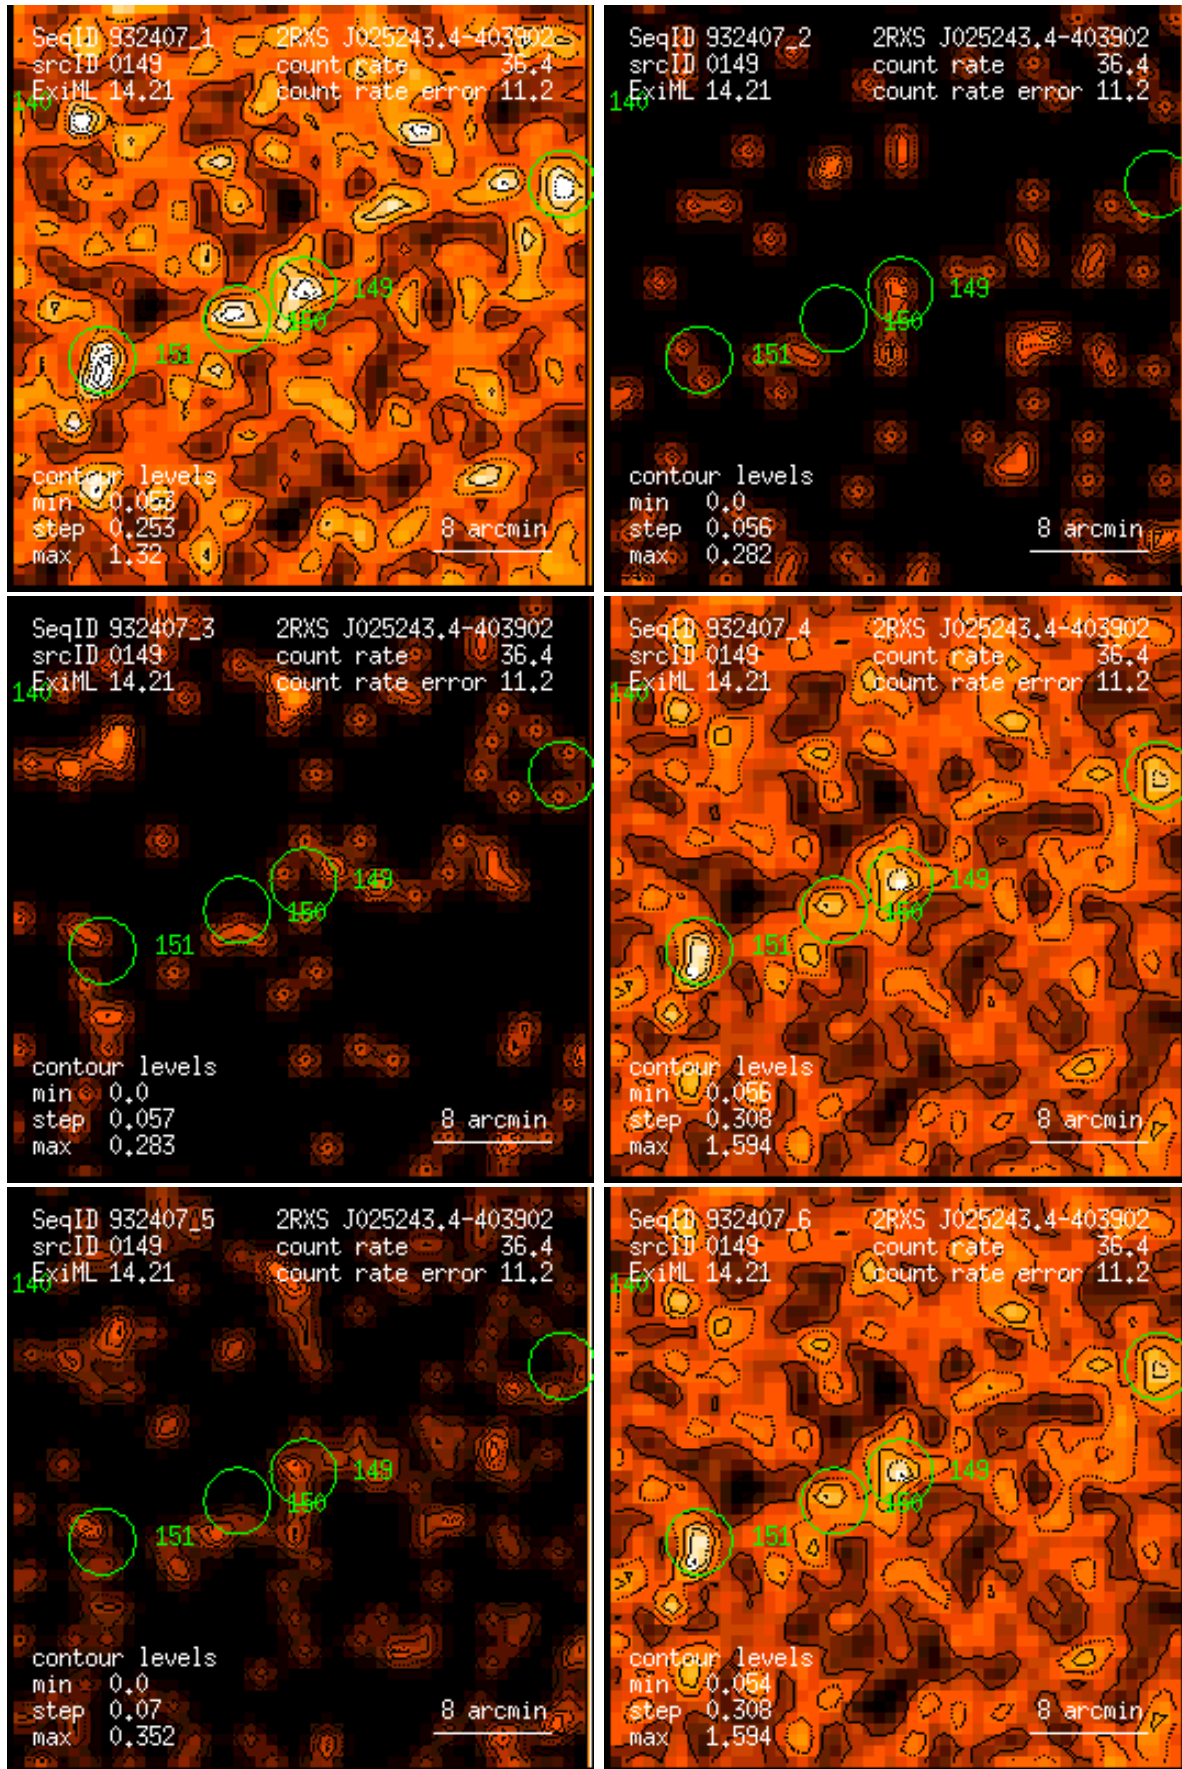 SeqID 932407_1 2RXS J025243.4-403902
srcID 0149 count rate 36.4
ExiML 14.21 count rate error 11.2
140
149
150
151
contour levels
min 0.053
step 0.253
max 1.32
8 arcmin
SeqID 932407_2 2RXS J025243.4-403902
srcID 0149 count rate 36.4
ExiML 14.21 count rate error 11.2
140
149
150
151
contour levels
min 0.0
step 0.056
max 0.282
8 arcmin
SeqID 932407_3 2RXS J025243.4-403902
srcID 0149 count rate 36.4
ExiML 14.21 count rate error 11.2
140
149
150
151
contour levels
min 0.0
step 0.057
max 0.283
8 arcmin
SeqID 932407_4 2RXS J025243.4-403902
srcID 0149 count rate 36.4
ExiML 14.21 count rate error 11.2
140
149
150
151
contour levels
min 0.056
step 0.308
max 1.594
8 arcmin
SeqID 932407_5 2RXS J025243.4-403902
srcID 0149 count rate 36.4
ExiML 14.21 count rate error 11.2
140
149
150
151
contour levels
min 0.0
step 0.07
max 0.352
8 arcmin
SeqID 932407_6 2RXS J025243.4-403902
srcID 0149 count rate 36.4
ExiML 14.21 count rate error 11.2
140
149
150
151
contour levels
min 0.054
step 0.308
max 1.594
8 arcmin